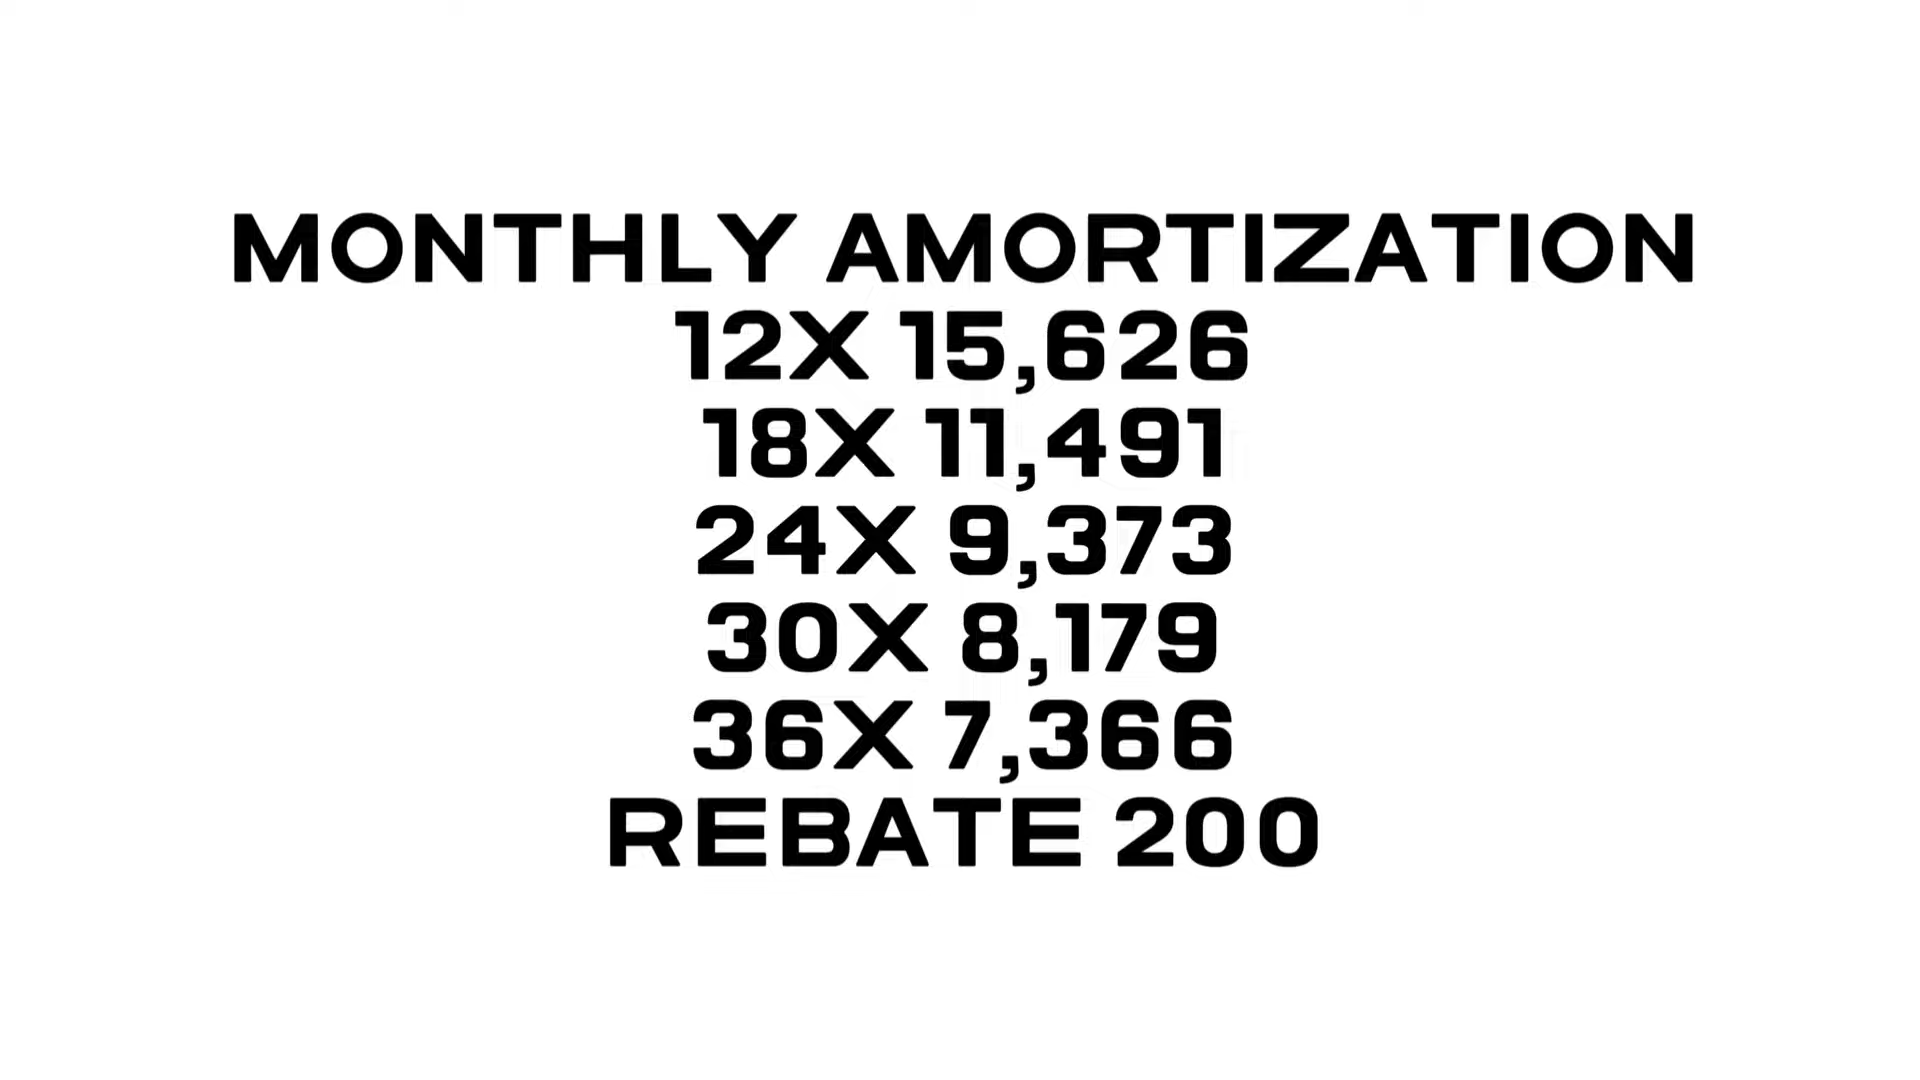 MONTHLY AMORTIZATION
12X 15,626
18X 11,491
24X 9,373
30X 8,179
36X 7,366
REBATE 200